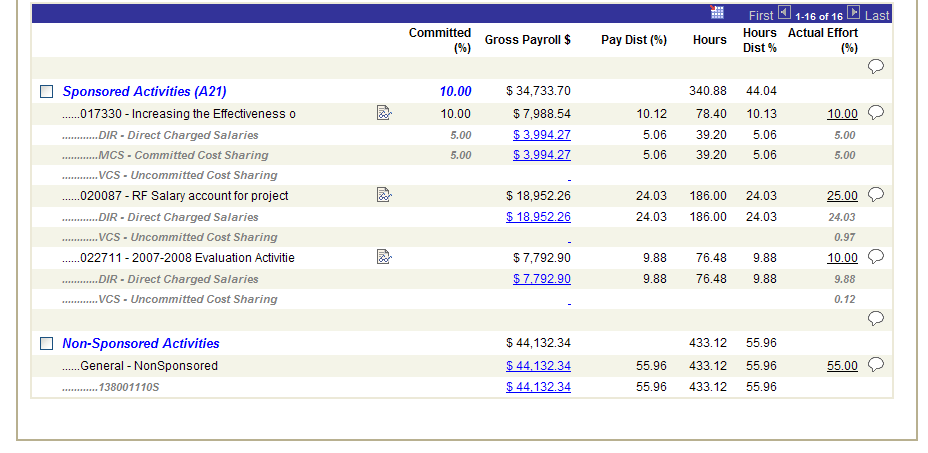 First 1-16 of 16 Last
Committed (%) Gross Payroll $ Pay Dist (%) Hours Hours Dist % Actual Effort (%)
Sponsored Activities (A21) 10.00 $ 34,733.70 340.88 44.04
......017330 - Increasing the Effectiveness o 10.00 $ 7,988.54 10.12 78.40 10.13 10.00
............DIR - Direct Charged Salaries 5.00 $ 3,994.27 5.06 39.20 5.06 5.00
............MCS - Committed Cost Sharing 5.00 $ 3,994.27 5.06 39.20 5.06 5.00
............VCS - Uncommitted Cost Sharing
......020087 - RF Salary account for project $ 18,952.26 24.03 186.00 24.03 25.00
............DIR - Direct Charged Salaries $ 18,952.26 24.03 186.00 24.03 24.03
............VCS - Uncommitted Cost Sharing 0.97
......022711 - 2007-2008 Evaluation Activitie $ 7,792.90 9.88 76.48 9.88 10.00
............DIR - Direct Charged Salaries $ 7,792.90 9.88 76.48 9.88 9.88
............VCS - Uncommitted Cost Sharing 0.12
Non-Sponsored Activities $ 44,132.34 433.12 55.96
......General - NonSponsored $ 44,132.34 55.96 433.12 55.96 55.00
............138001110S $ 44,132.34 55.96 433.12 55.96